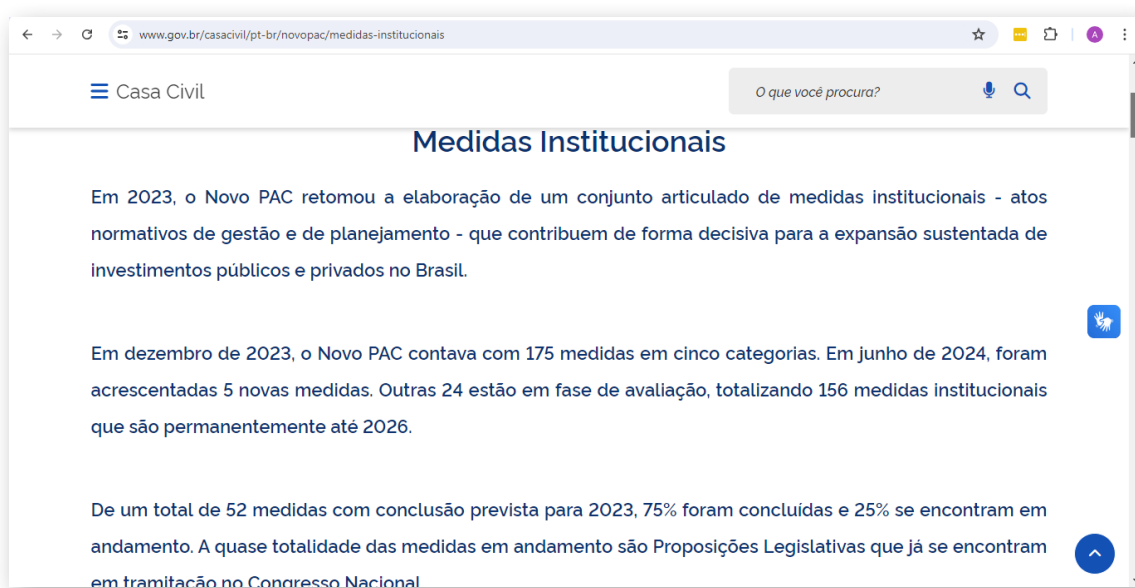 www.gov.br/casacivil/pt-br/novopac/medidas-institucionais
A
Casa Civil
O que você procura?
Medidas Institucionais
Em 2023, o Novo PAC retomou a elaboração de um conjunto articulado de medidas institucionais - atos
normativos de gestão e de planejamento - que contribuem de forma decisiva para a expansão sustentada de
investimentos públicos e privados no Brasil.
Em dezembro de 2023, o Novo PAC contava com 175 medidas em cinco categorias. Em junho de 2024, foram
acrescentadas 5 novas medidas. Outras 24 estão em fase de avaliação, totalizando 156 medidas institucionais
que são permanentemente até 2026.
De um total de 52 medidas com conclusão prevista para 2023, 75% foram concluídas e 25% se encontram em
andamento. A quase totalidade das medidas em andamento são Proposições Legislativas que já se encontram
em tramitação no Congresso Nacional